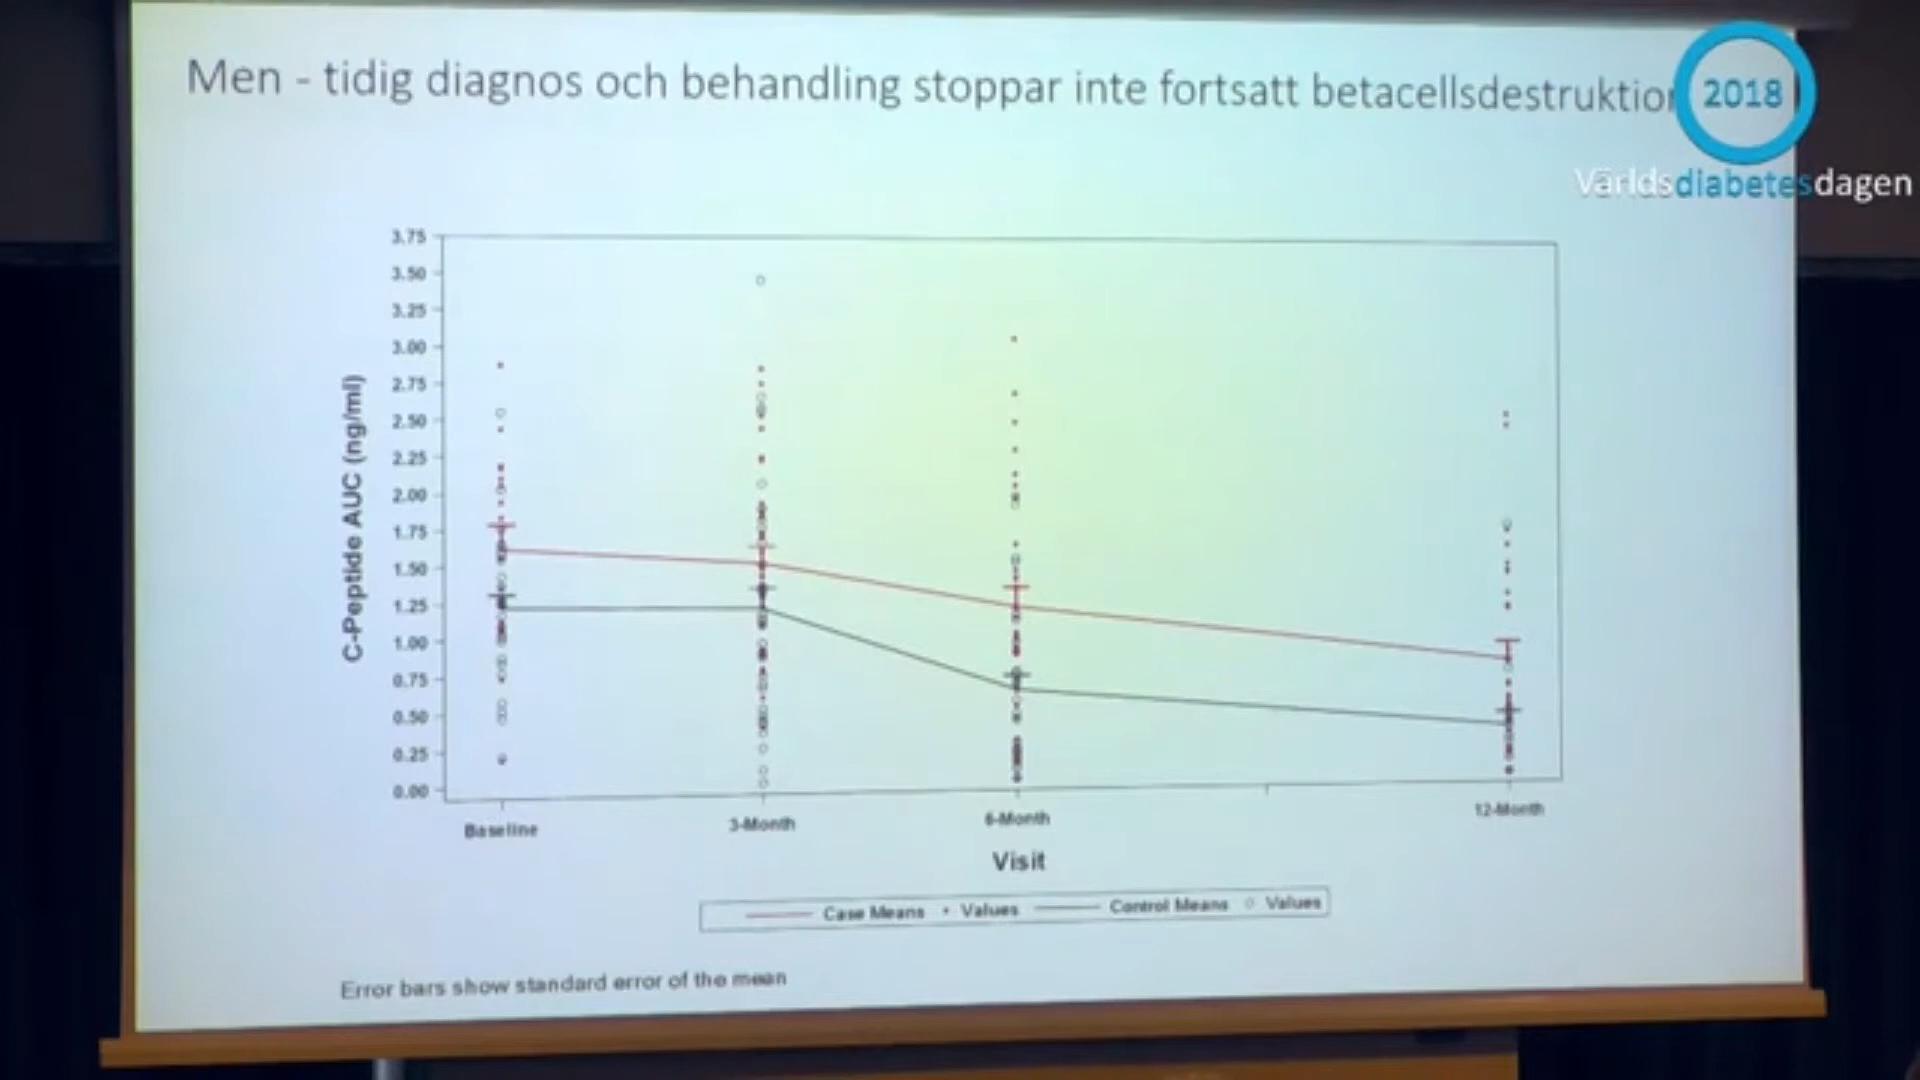 Men - tidig diagnos och behandling stoppar inte fortsatt betacellsdestruktion
2018
Världsdiabetesdagen
3.75
3.50
3.25
3.00
2.75
2.50
2.25
2.00
1.75
1.50
1.25
1.00
0.75
0.50
0.25
0.00
C-Peptide AUC (ng/ml)
Baseline
3-Month
6-Month
12-Month
Visit
Case Means Values Control Means Values
Error bars show standard error of the mean